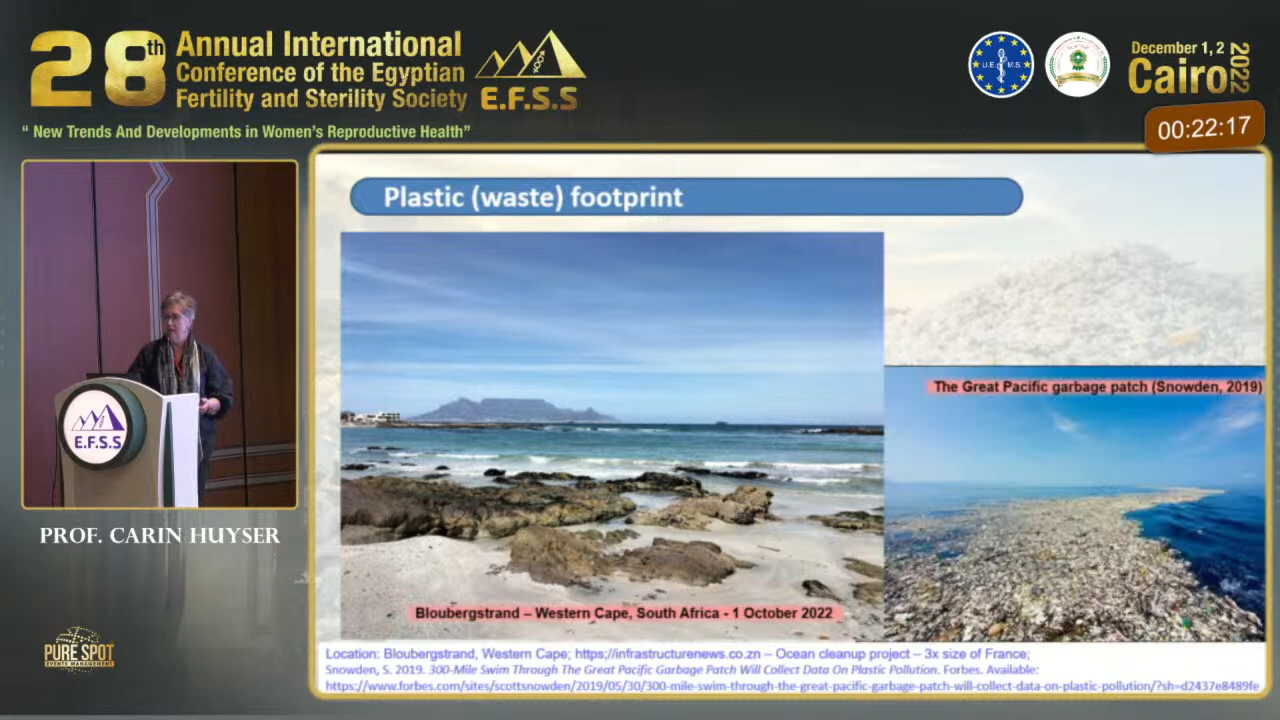 28th
Annual International
Conference of the Egyptian
Fertility and Sterility Society
E.F.S.S
“ New Trends And Developments in Women’s Reproductive Health”
U.E.M.S.
December 1, 2
Cairo
2022
00:22:17
Plastic (waste) footprint
The Great Pacific garbage patch (Snowden, 2019)
Bloubergstrand – Western Cape, South Africa - 1 October 2022
Location: Bloubergstrand, Western Cape; https://infrastructurenews.co.zn – Ocean cleanup project – 3x size of France;
Snowden, S. 2019. 300-Mile Swim Through The Great Pacific Garbage Patch Will Collect Data On Plastic Pollution. Forbes. Available:
https://www.forbes.com/sites/scottsnowden/2019/05/30/300-mile-swim-through-the-great-pacific-garbage-patch-will-collect-data-on-plastic-pollution/?sh=d2437e8489fe
E.F.S.S
PROF. CARIN HUYSER
PURE SPOT
EVENTS MANAGEMENT